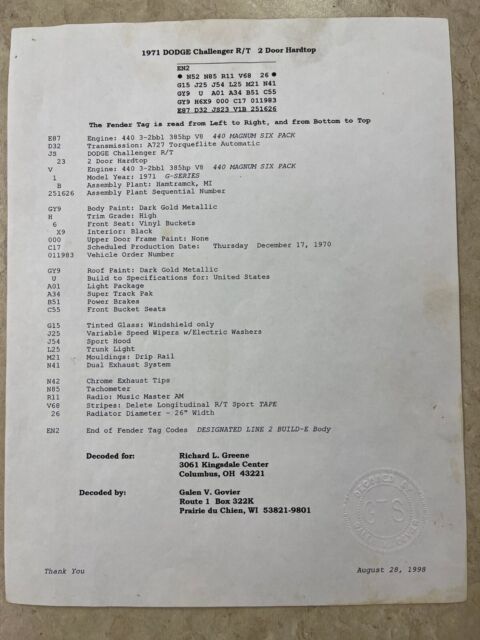 1971 DODGE Challenger R/T 2 Door Hardtop
EN2
● N52 N85 R11 V68 26 ●
G15 J25 J54 L25 M21 N41
GY9 U A01 A34 B51 C55
GY9 H6X9 000 C17 011983
E87 D32 JS23 V1B 251626
The Fender Tag is read from Left to Right, and from Bottom to Top
E87 Engine: 440 3-2bbl 385hp V8 440 MAGNUM SIX PACK
D32 Transmission: A727 Torqueflite Automatic
JS DODGE Challenger R/T
23 2 Door Hardtop
V Engine: 440 3-2bbl 385hp V8 440 MAGNUM SIX PACK
1 Model Year: 1971 G-SERIES
B Assembly Plant: Hamtramck, MI
251626 Assembly Plant Sequential Number
GY9 Body Paint: Dark Gold Metallic
H Trim Grade: High
6 Front Seat: Vinyl Buckets
X9 Interior: Black
000 Upper Door Frame Paint: None
C17 Scheduled Production Date: Thursday December 17, 1970
011983 Vehicle Order Number
GY9 Roof Paint: Dark Gold Metallic
U Build to Specifications for: United States
A01 Light Package
A34 Super Track Pak
B51 Power Brakes
C55 Front Bucket Seats
G15 Tinted Glass: Windshield only
J25 Variable Speed Wipers w/Electric Washers
J54 Sport Hood
L25 Trunk Light
M21 Mouldings: Drip Rail
N41 Dual Exhaust System
N42 Chrome Exhaust Tips
N85 Tachometer
R11 Radio: Music Master AM
V68 Stripes: Delete Longitudinal R/T Sport TAPE
26 Radiator Diameter - 26" Width
EN2 End of Fender Tag Codes DESIGNATED LINE 2 BUILD-E Body
Decoded for: Richard L. Greene
3061 Kingsdale Center
Columbus, OH 43221
Decoded by: Galen V. Govier
Route 1 Box 322K
Prairie du Chien, WI 53821-9801
Thank You August 28, 1998